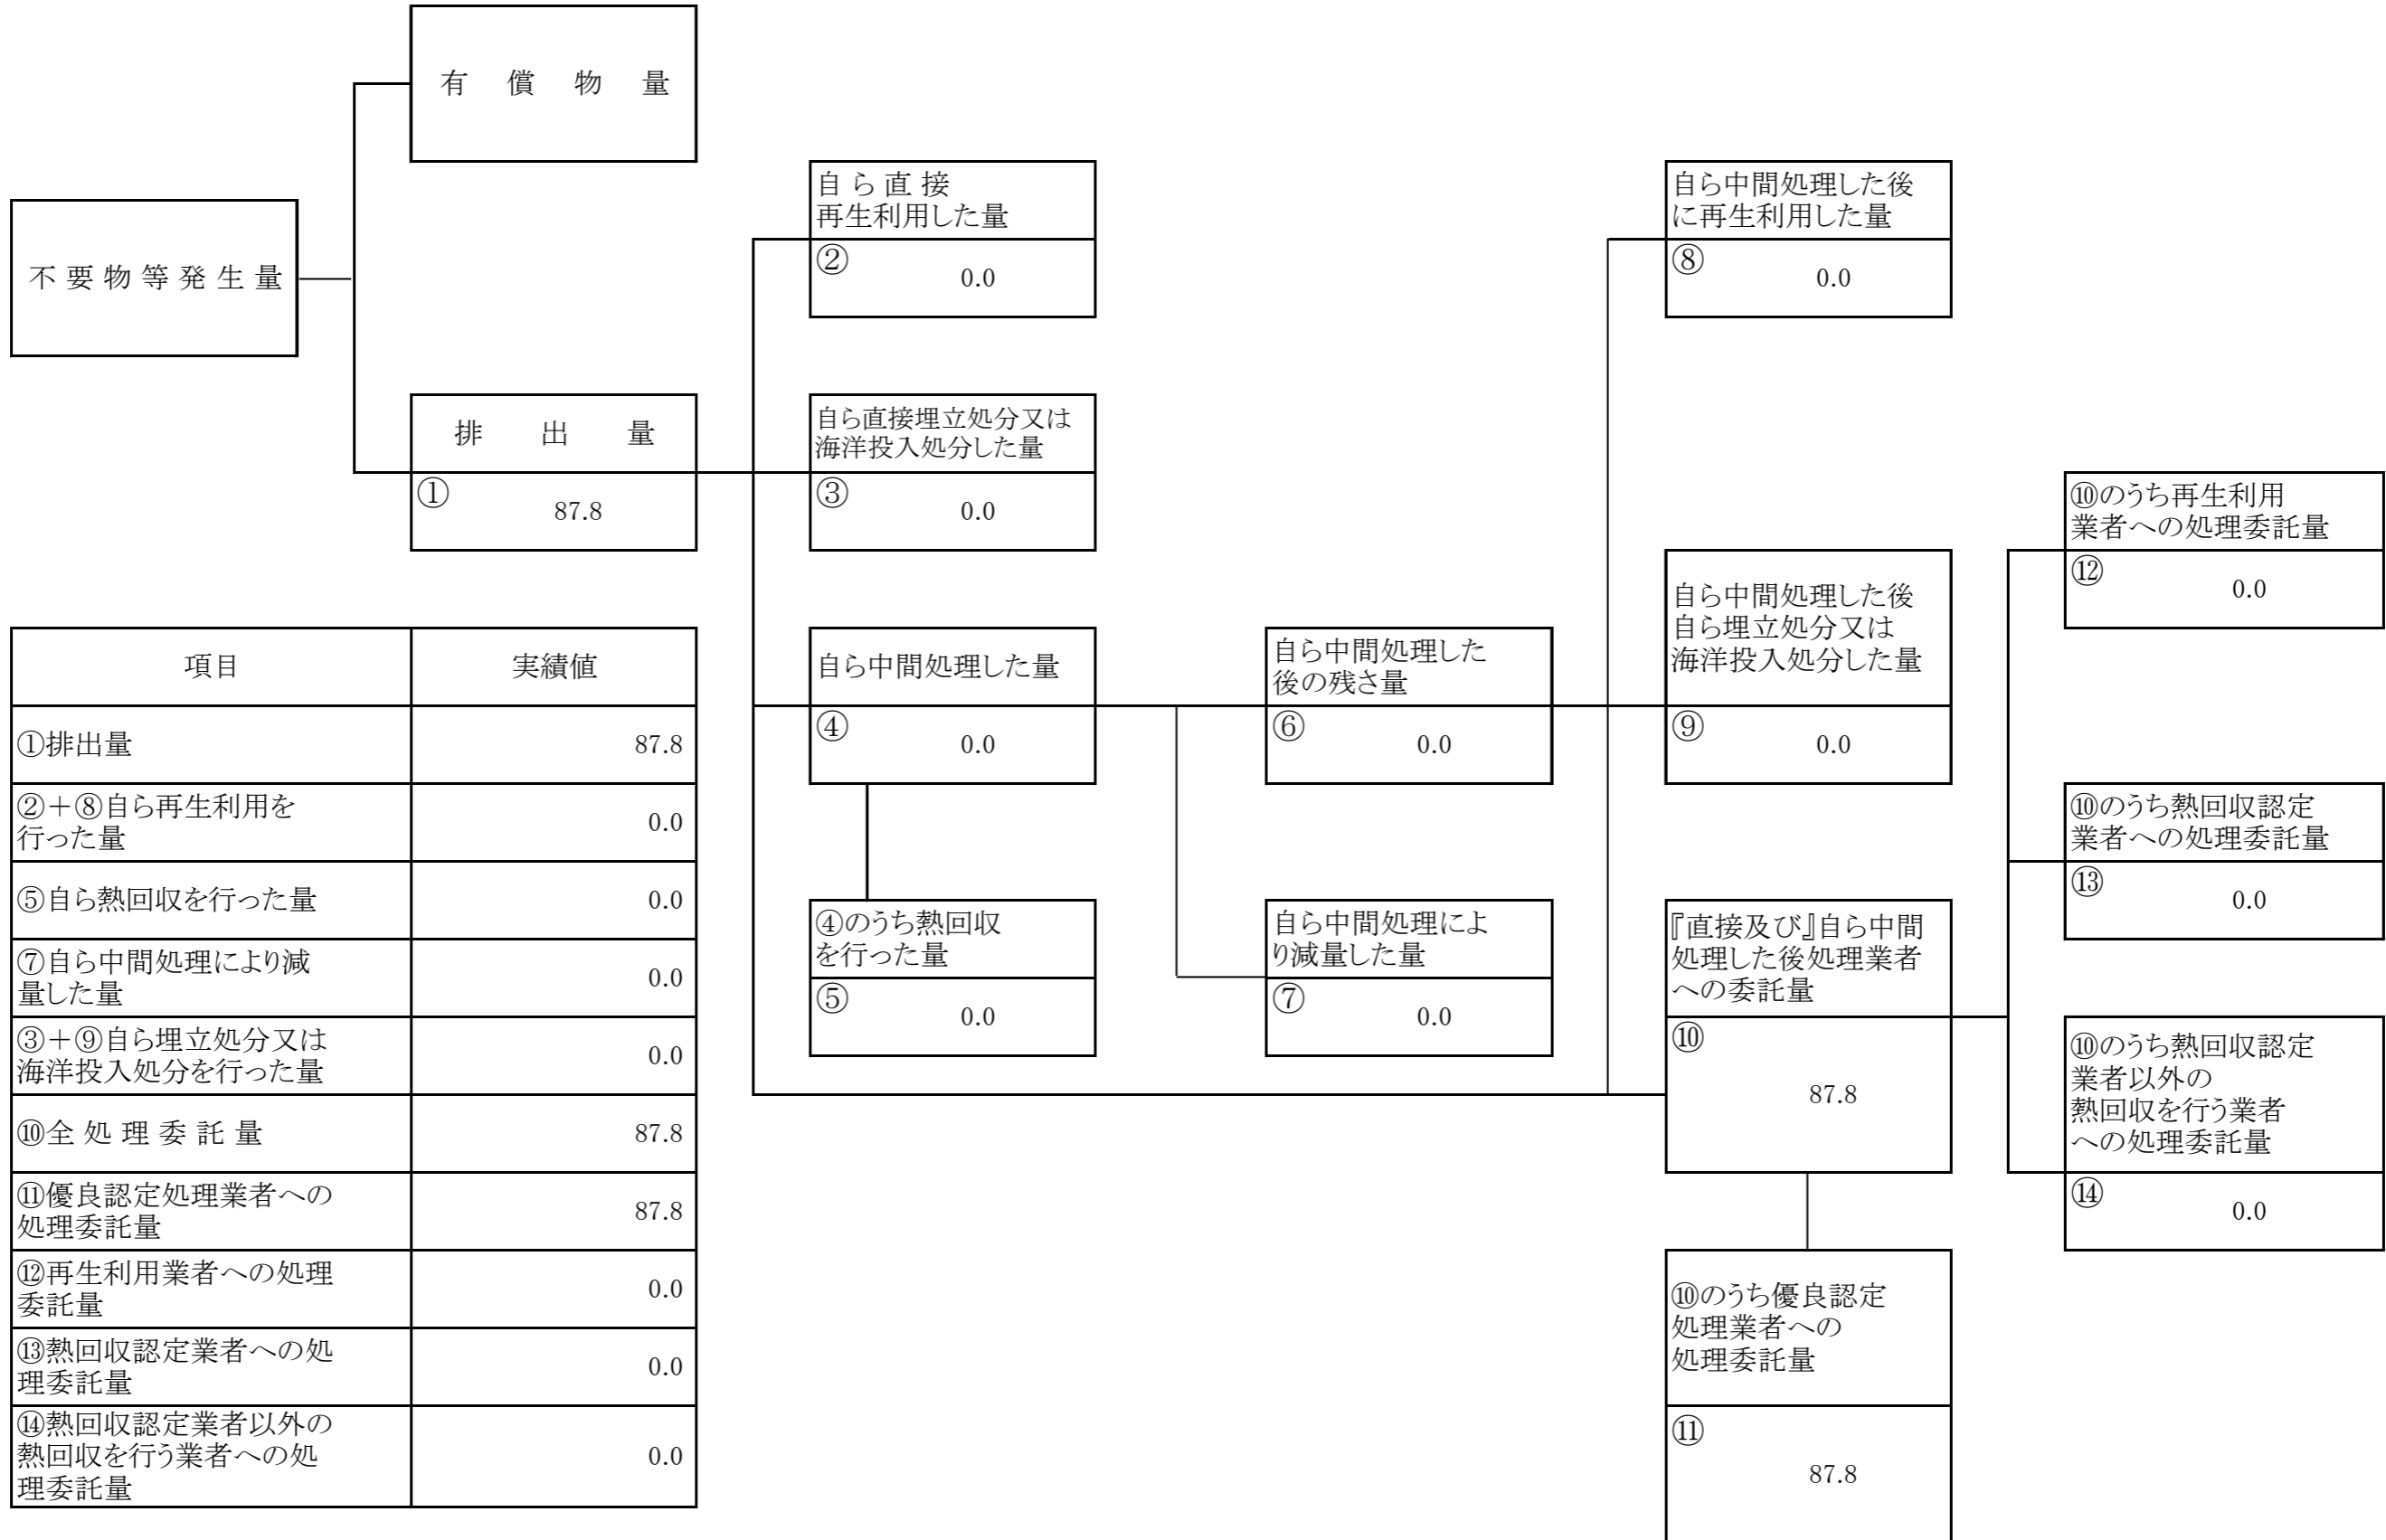 有償物量
不要物等発生量
排出量
①
87.8
自ら直接
再生利用した量
②
0.0
自ら直接埋立処分又は
海洋投入処分した量
③
0.0
自ら中間処理した量
④
0.0
④のうち熱回収
を行った量
⑤
0.0
自ら中間処理した
後の残さ量
⑥
0.0
自ら中間処理によ
り減量した量
⑦
0.0
自ら中間処理した後
に再生利用した量
⑧
0.0
自ら中間処理した後
自ら埋立処分又は
海洋投入処分した量
⑨
0.0
『直接及び』自ら中間
処理した後処理業者
への委託量
⑩
87.8
⑩のうち優良認定
処理業者への
処理委託量
⑪
87.8
⑩のうち再生利用
業者への処理委託量
⑫
0.0
⑩のうち熱回収認定
業者への処理委託量
⑬
0.0
⑩のうち熱回収認定
業者以外の
熱回収を行う業者
への処理委託量
⑭
0.0
項目 実績値
①排出量 87.8
②＋⑧自ら再生利用を
行った量 0.0
⑤自ら熱回収を行った量 0.0
⑦自ら中間処理により減
量した量 0.0
③＋⑨自ら埋立処分又は
海洋投入処分を行った量 0.0
⑩全処理委託量 87.8
⑪優良認定処理業者への
処理委託量 87.8
⑫再生利用業者への処理
委託量 0.0
⑬熱回収認定業者への処
理委託量 0.0
⑭熱回収認定業者以外の
熱回収を行う業者への処
理委託量 0.0